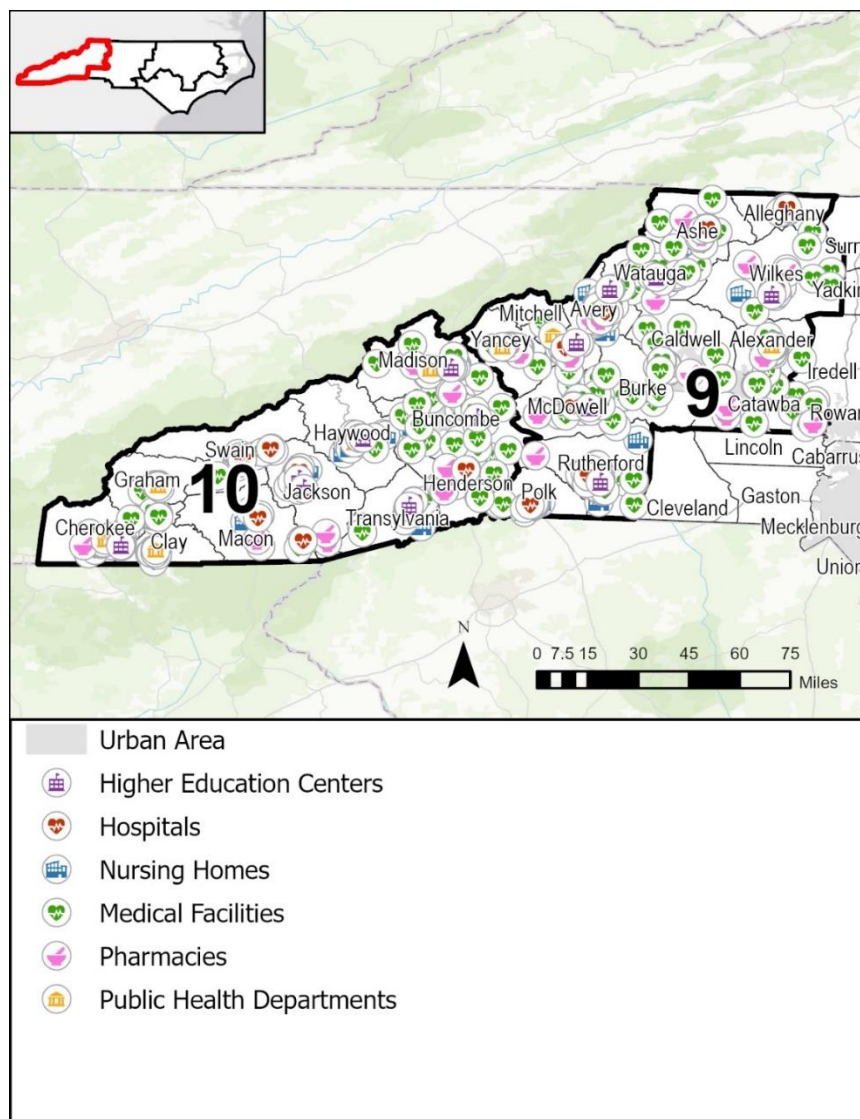 Alleghany
Ashe
Surr
Watauga
Wilkes
Yadkin
Mitchell
Avery
Caldwell
Alexander
Yancey
Madison
Iredell
Burke
9
McDowell
Catawba
Rowan
Buncombe
Haywood
Swain
Lincoln
Cabarrus
Rutherford
Graham
10
Jackson
Henderson
Polk
Gaston
Cleveland
Transylvania
Cherokee
Mecklenburg
Clay
Macon
Union
N
0 7.5 15 30 45 60 75
Miles
Urban Area
Higher Education Centers
Hospitals
Nursing Homes
Medical Facilities
Pharmacies
Public Health Departments